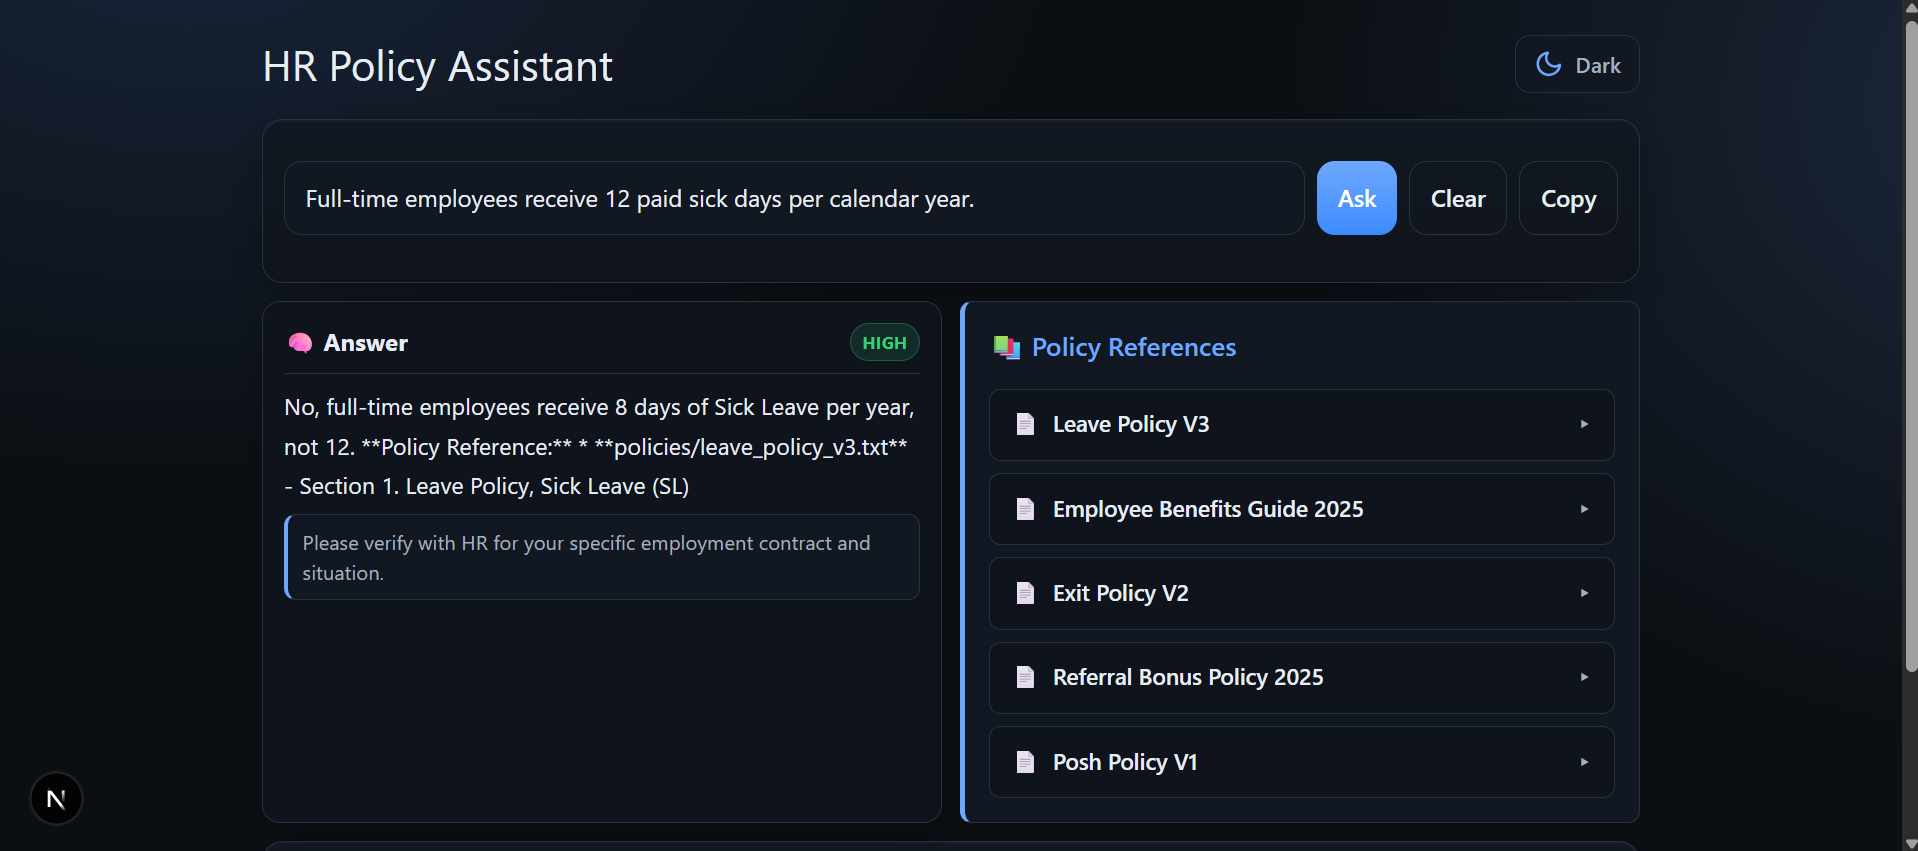 HR Policy Assistant
Dark
Full-time employees receive 12 paid sick days per calendar year.
Ask
Clear
Copy
Answer
HIGH
No, full-time employees receive 8 days of Sick Leave per year,
not 12. **Policy Reference:** * **policies/leave_policy_v3.txt**
- Section 1. Leave Policy, Sick Leave (SL)
Please verify with HR for your specific employment contract and
situation.
Policy References
Leave Policy V3
Employee Benefits Guide 2025
Exit Policy V2
Referral Bonus Policy 2025
Posh Policy V1
N